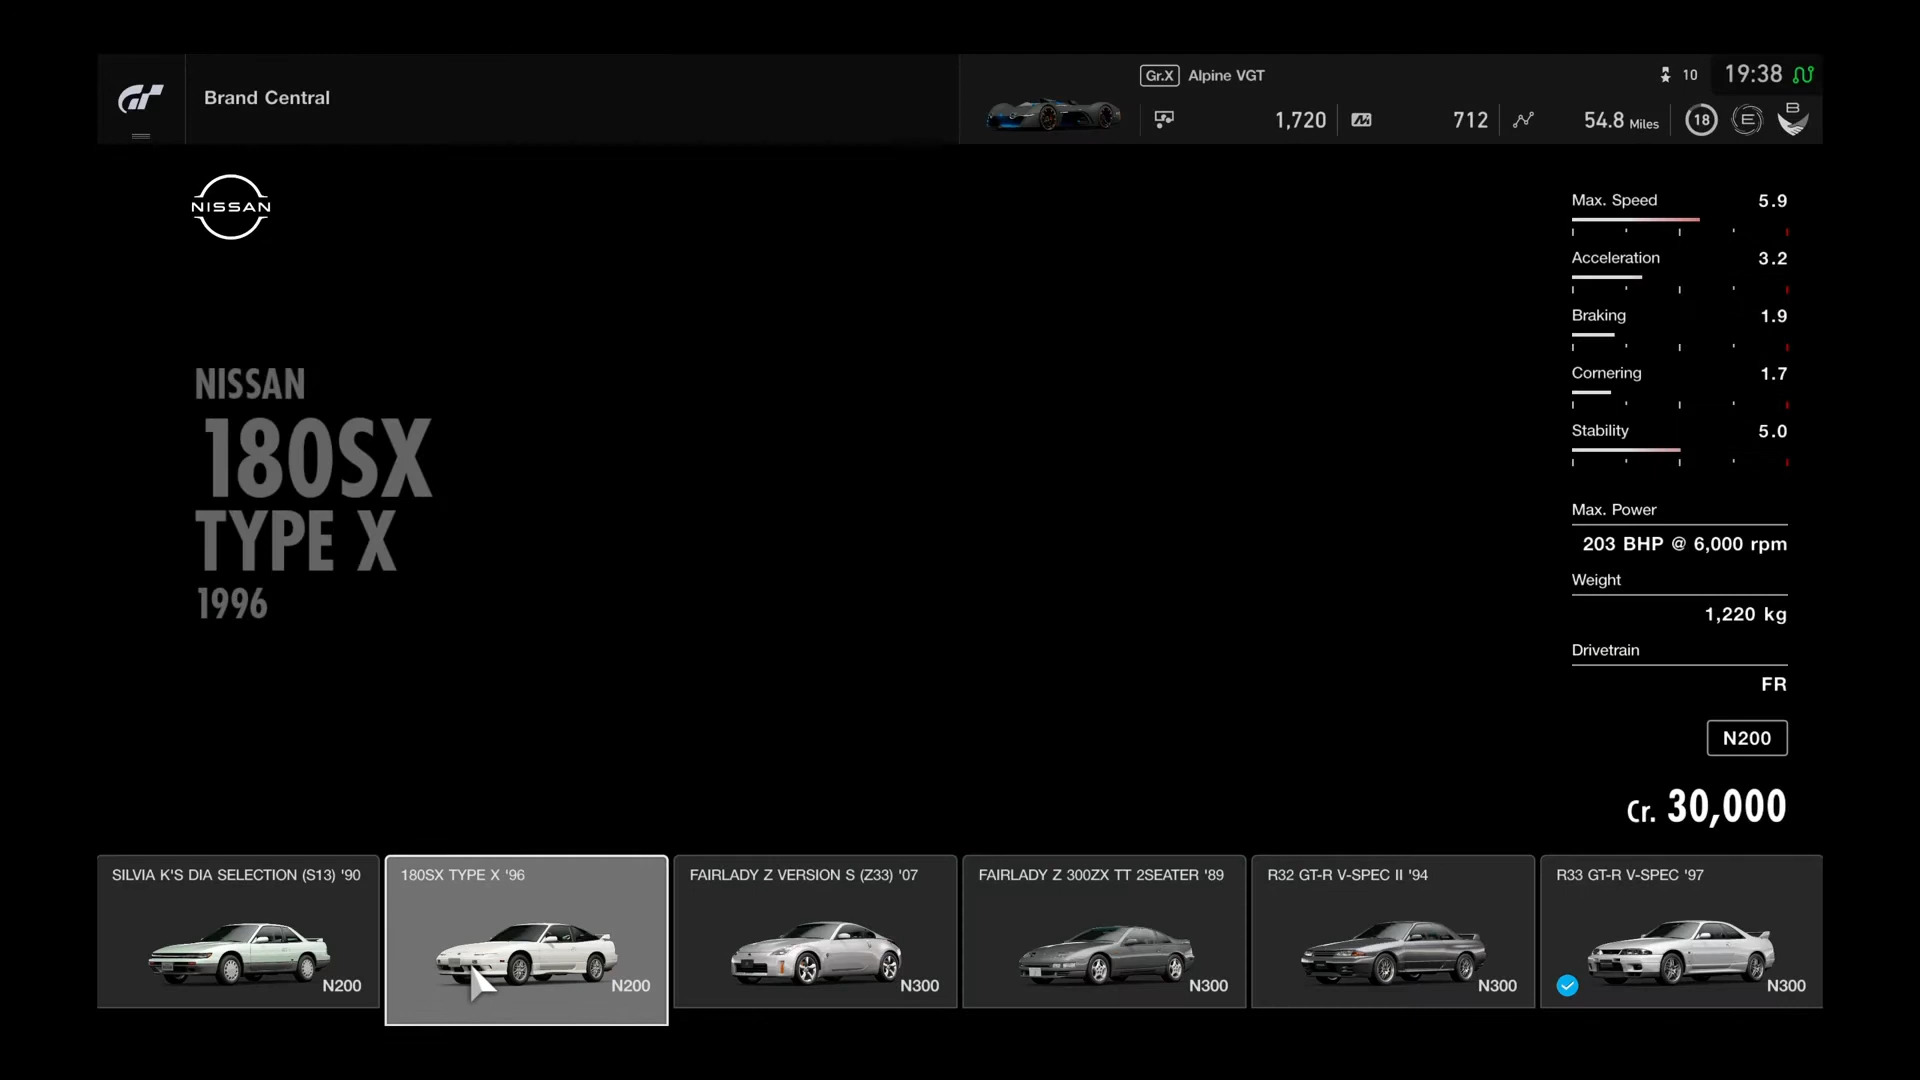 Brand Central
Gr.X Alpine VGT
10
19:38
1,720
712
54.8 Miles
18
E
B
NISSAN
NISSAN
180SX
TYPE X
1996
Max. Speed 5.9
Acceleration 3.2
Braking 1.9
Cornering 1.7
Stability 5.0
Max. Power
203 BHP @ 6,000 rpm
Weight
1,220 kg
Drivetrain
FR
N200
Cr. 30,000
SILVIA K'S DIA SELECTION (S13) '90
N200
180SX TYPE X '96
N200
FAIRLADY Z VERSION S (Z33) '07
N300
FAIRLADY Z 300ZX TT 2SEATER '89
N300
R32 GT-R V-SPEC II '94
N300
R33 GT-R V-SPEC '97
N300